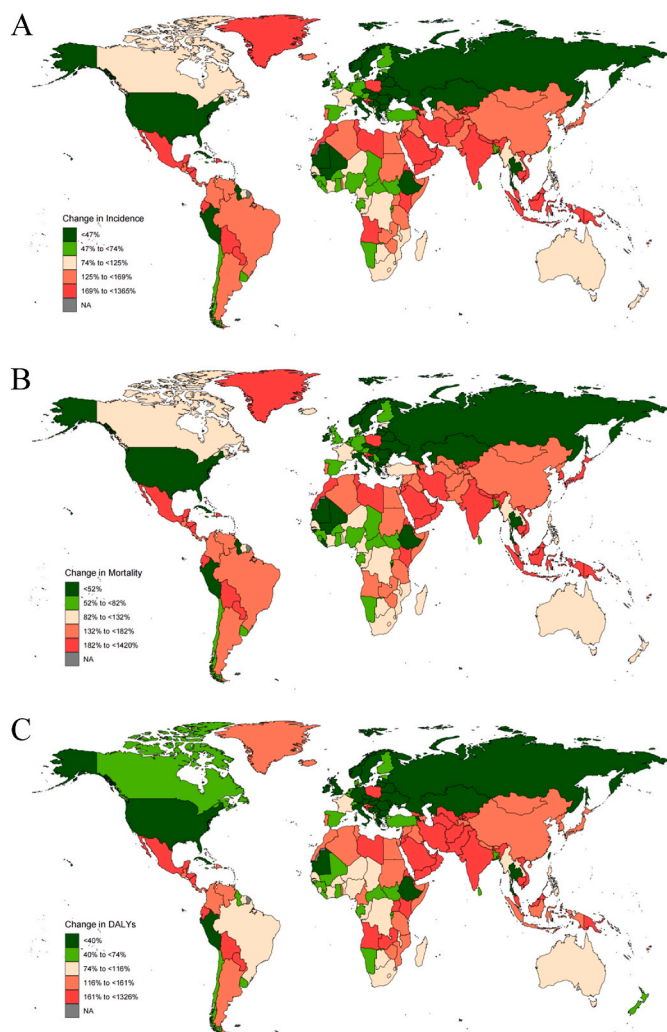 A
Change in Incidence
<47%
47% to <74%
74% to <125%
125% to <169%
169% to <1365%
NA
B
Change in Mortality
<52%
52% to <82%
82% to <132%
132% to <182%
182% to <1420%
NA
C
Change in DALYs
<40%
40% to <74%
74% to <116%
116% to <161%
161% to <1326%
NA